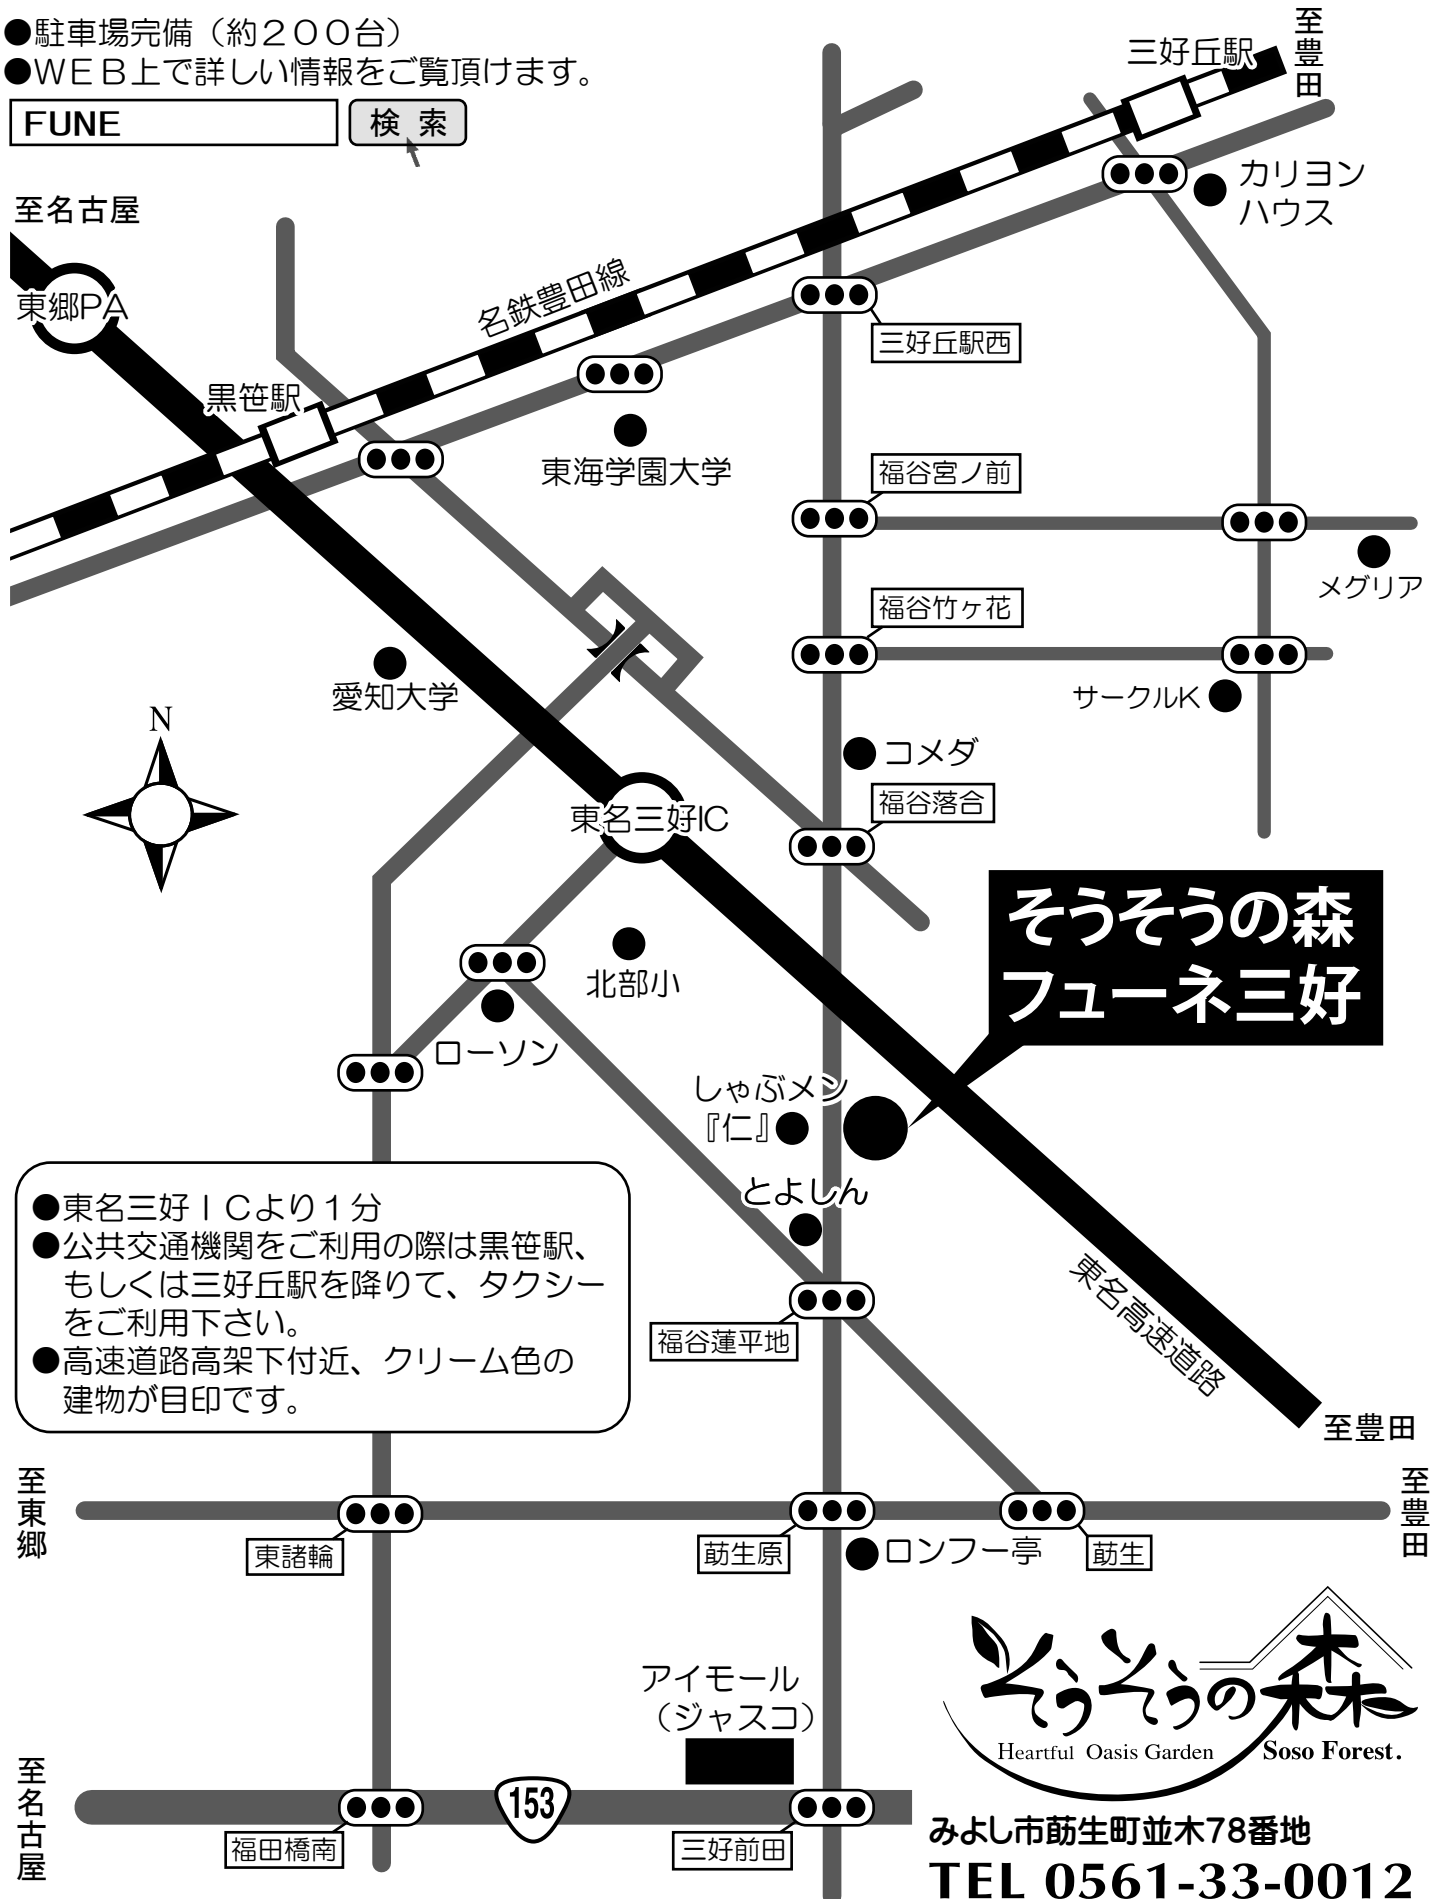 ●駐車場完備（約２００台）
●ＷＥＢ上で詳しい情報をご覧頂けます。
FUNE
検 索
至豊田
三好丘駅
カリヨン
ハウス
至名古屋
東郷PA
名鉄豊田線
三好丘駅西
黒笹駅
東海学園大学
福谷宮ノ前
メグリア
福谷竹ヶ花
愛知大学
サークルK
N
コメダ
福谷落合
東名三好IC
そうそうの森
フューネ三好
北部小
ローソン
しゃぶメン
『仁』
とよしん
●東名三好ＩＣより１分
●公共交通機関をご利用の際は黒笹駅、
もしくは三好丘駅を降りて、タクシー
をご利用下さい。
●高速道路高架下付近、クリーム色の
建物が目印です。
東名高速道路
福谷蓮平地
至豊田
至東郷
至豊田
東諸輪
莇生原
ロンフー亭
莇生
アイモール
（ジャスコ）
そうそうの森
Heartful Oasis Garden
Soso Forest.
至名古屋
153
福田橋南
三好前田
みよし市莇生町並木78番地
TEL 0561-33-0012